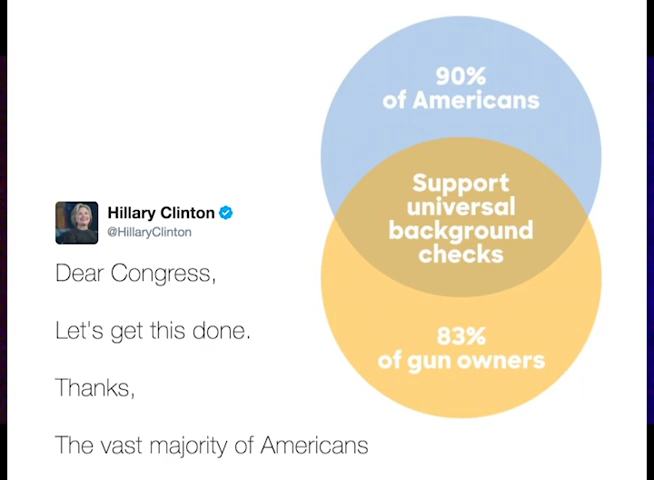 Hillary Clinton
@HillaryClinton
Dear Congress,
Let's get this done.
Thanks,
The vast majority of Americans
90%
of Americans
Support
universal
background
checks
83%
of gun owners